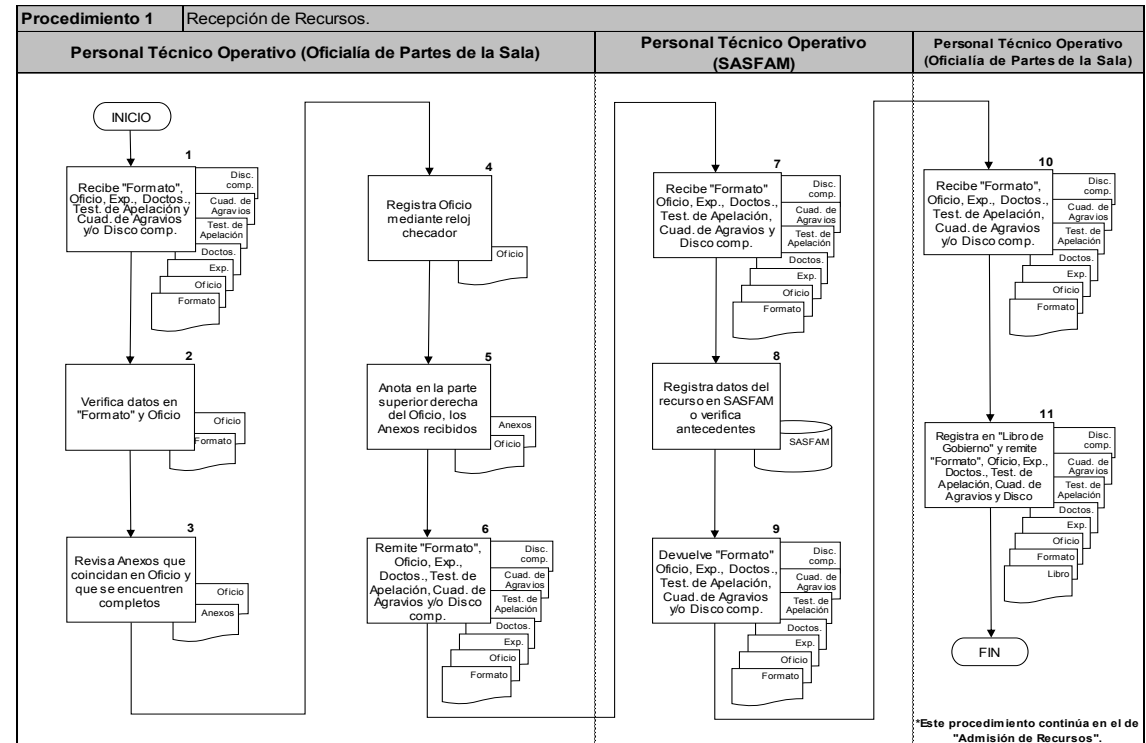 Procedimiento 1 Recepción de Recursos.
Personal Técnico Operativo (Oficialía de Partes de la Sala)
Personal Técnico Operativo
(SASFAM)
Personal Técnico Operativo
(Oficialía de Partes de la Sala)
INICIO
1
Recibe "Formato",
Oficio, Exp., Doctos.,
Test. de Apelación y
Cuad. de Agravios
y/o Disco comp.
Disc.
comp.
Cuad. de
Agravios
Test. de
Apelación
Doctos.
Exp.
Oficio
Formato
2
Verifica datos en
"Formato" y Oficio
Oficio
Formato
3
Revisa Anexos que
coincidan en Oficio y
que se encuentren
completos
Oficio
Anexos
4
Registra Oficio
mediante reloj
checador
Oficio
5
Anota en la parte
superior derecha
del Oficio, los
Anexos recibidos
Anexos
Oficio
6
Remite "Formato",
Oficio, Exp.,
Doctos., Test. de
Apelación, Cuad. de
Agravios y/o Disco
comp.
Disc.
comp.
Cuad. de
Agravios
Test. de
Apelación
Doctos.
Exp.
Oficio
Formato
7
Recibe "Formato"
Oficio, Exp., Doctos.,
Test. de Apelación,
Cuad. de Agravios y
Disco comp.
Disc.
comp.
Cuad. de
Agravios
Test. de
Apelación
Doctos.
Exp.
Oficio
Formato
8
Registra datos del
recurso en SASFAM
o verifica
antecedentes
SASFAM
9
Devuelve "Formato"
Oficio, Exp., Doctos.,
Test. de Apelación,
Cuad. de Agravios
y/o Disco comp.
Disc.
comp.
Cuad. de
Agravios
Test. de
Apelación
Doctos.
Exp.
Oficio
Formato
10
Recibe "Formato",
Oficio, Exp., Doctos.,
Test. de Apelación,
Cuad. de Agravios
y/o Disco comp.
Disc.
comp.
Cuad. de
Agravios
Test. de
Apelación
Doctos.
Exp.
Oficio
Formato
11
Registra en "Libro de
Gobierno" y remite
"Formato", Oficio, Exp.,
Doctos., Test. de
Apelación, Cuad. de
Agravios y Disco
Disc.
comp.
Cuad. de
Agravios
Test. de
Apelación
Doctos.
Exp.
Oficio
Formato
Libro
FIN
*Este procedimiento continúa en el de
"Admisión de Recursos".